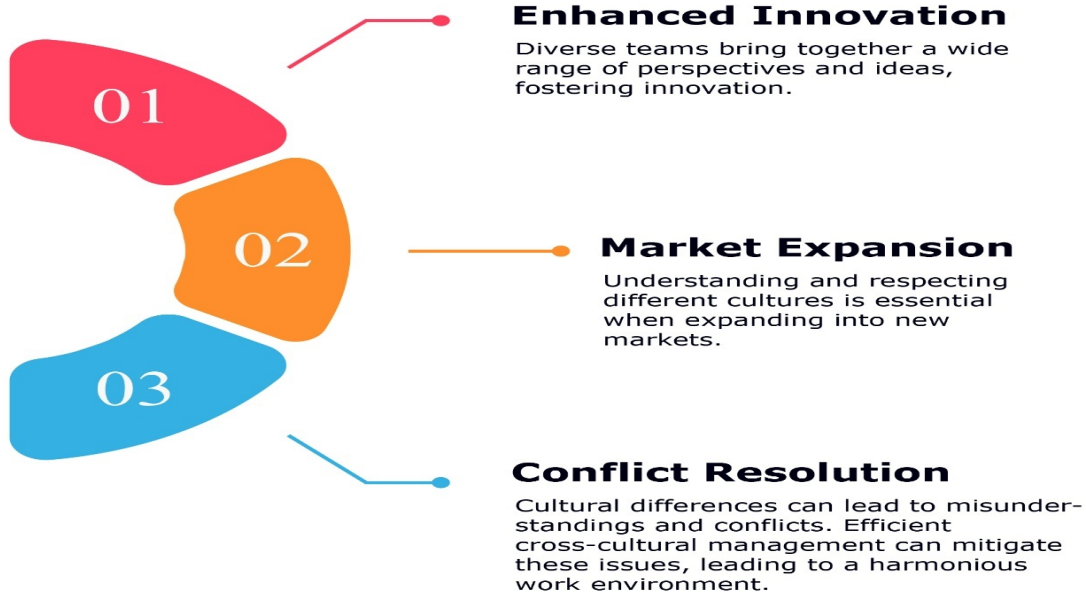 01
Enhanced Innovation
Diverse teams bring together a wide
range of perspectives and ideas,
fostering innovation.
02
Market Expansion
Understanding and respecting
different cultures is essential
when expanding into new
markets.
03
Conflict Resolution
Cultural differences can lead to misunder-
standings and conflicts. Efficient
cross-cultural management can mitigate
these issues, leading to a harmonious
work environment.